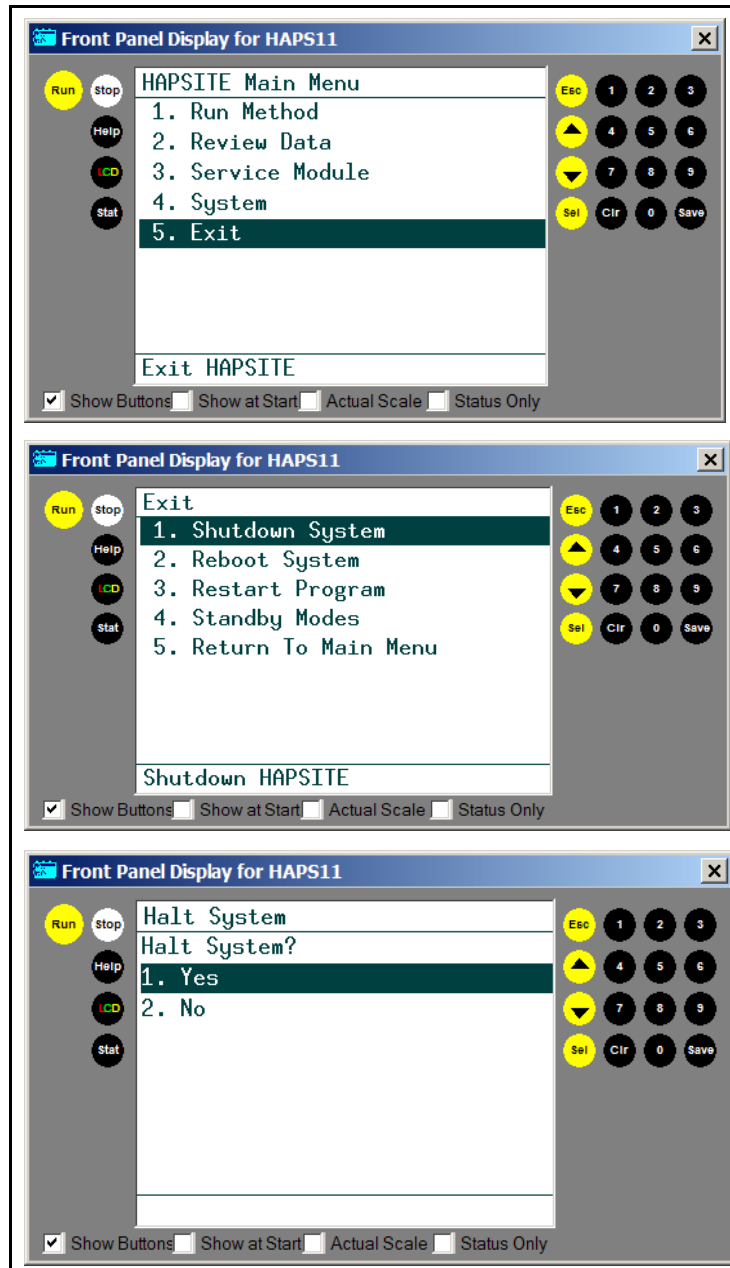 Front Panel Display for HAPS11
Run Stop HAPSITE Main Menu Esc 1 2 3
1. Run Method
Help 2. Review Data 4 5 6
LCD 3. Service Module 7 8 9
Stat 4. System Sel Clr 0 Save
5. Exit
Exit HAPSITE
Show Buttons Show at Start Actual Scale Status Only
Front Panel Display for HAPS11
Run Stop Exit Esc 1 2 3
1. Shutdown System
Help 2. Reboot System 4 5 6
LCD 3. Restart Program 7 8 9
Stat 4. Standby Modes Sel Clr 0 Save
5. Return To Main Menu
Shutdown HAPSITE
Show Buttons Show at Start Actual Scale Status Only
Front Panel Display for HAPS11
Run Stop Halt System Esc 1 2 3
Halt System?
Help 1. Yes 4 5 6
LCD 2. No 7 8 9
Stat Sel Clr 0 Save
Show Buttons Show at Start Actual Scale Status Only